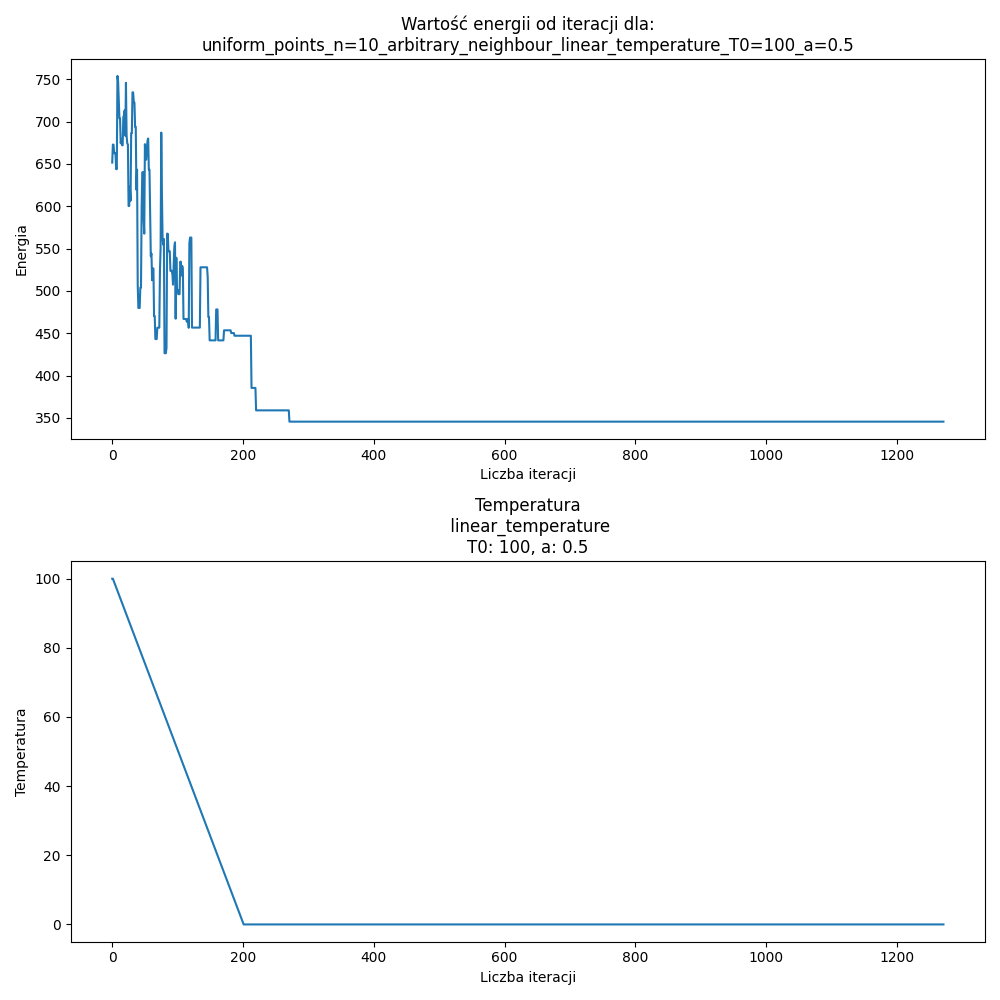 Wartość energii od iteracji dla:
uniform_points_n=10_arbitrary_neighbour_linear_temperature_T0=100_a=0.5
750
700
650
600
550
500
450
400
350
Energia
0 200 400 600 800 1000 1200
Liczba iteracji
Temperatura
linear_temperature
T0: 100, a: 0.5
100
80
60
40
20
0
Temperatura
0 200 400 600 800 1000 1200
Liczba iteracji